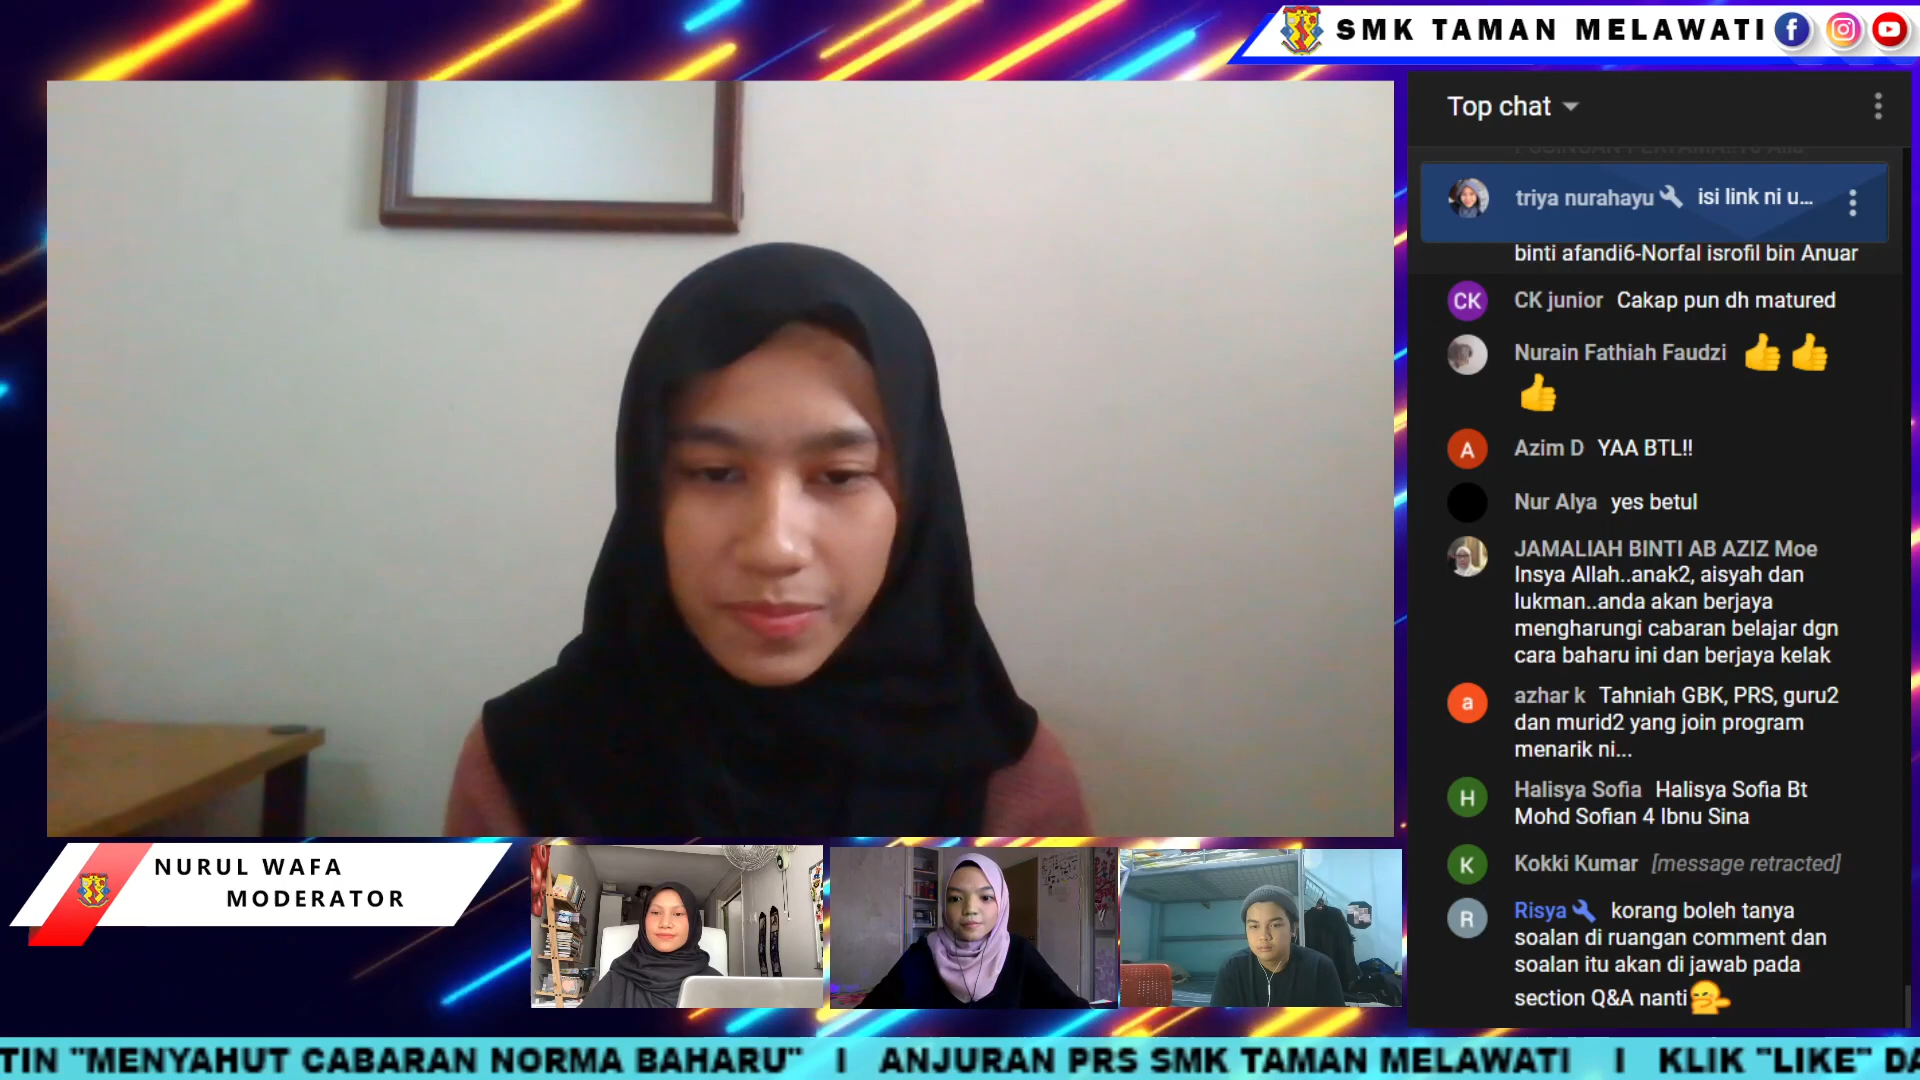 SMK TAMAN MELAWATI
Top chat
triya nurahayu isi link ni u...
binti afandi6-Norfal isrofil bin Anuar
CK
CK junior Cakap pun dh matured
Nurain Fathiah Faudzi
A
Azim D YAA BTL!!
Nur Alya yes betul
JAMALIAH BINTI AB AZIZ Moe
Insya Allah..anak2, aisyah dan
lukman..anda akan berjaya
mengharungi cabaran belajar dgn
cara baharu ini dan berjaya kelak
a
azhar k Tahniah GBK, PRS, guru2
dan murid2 yang join program
menarik ni...
H
Halisya Sofia Halisya Sofia Bt
Mohd Sofian 4 Ibnu Sina
K
Kokki Kumar [message retracted]
R
Risya korang boleh tanya
soalan di ruangan comment dan
soalan itu akan di jawab pada
section Q&A nanti
NURUL WAFA
MODERATOR
TIN "MENYAHUT CABARAN NORMA BAHARU" I ANJURAN PRS SMK TAMAN MELAWATI I KLIK "LIKE" DA